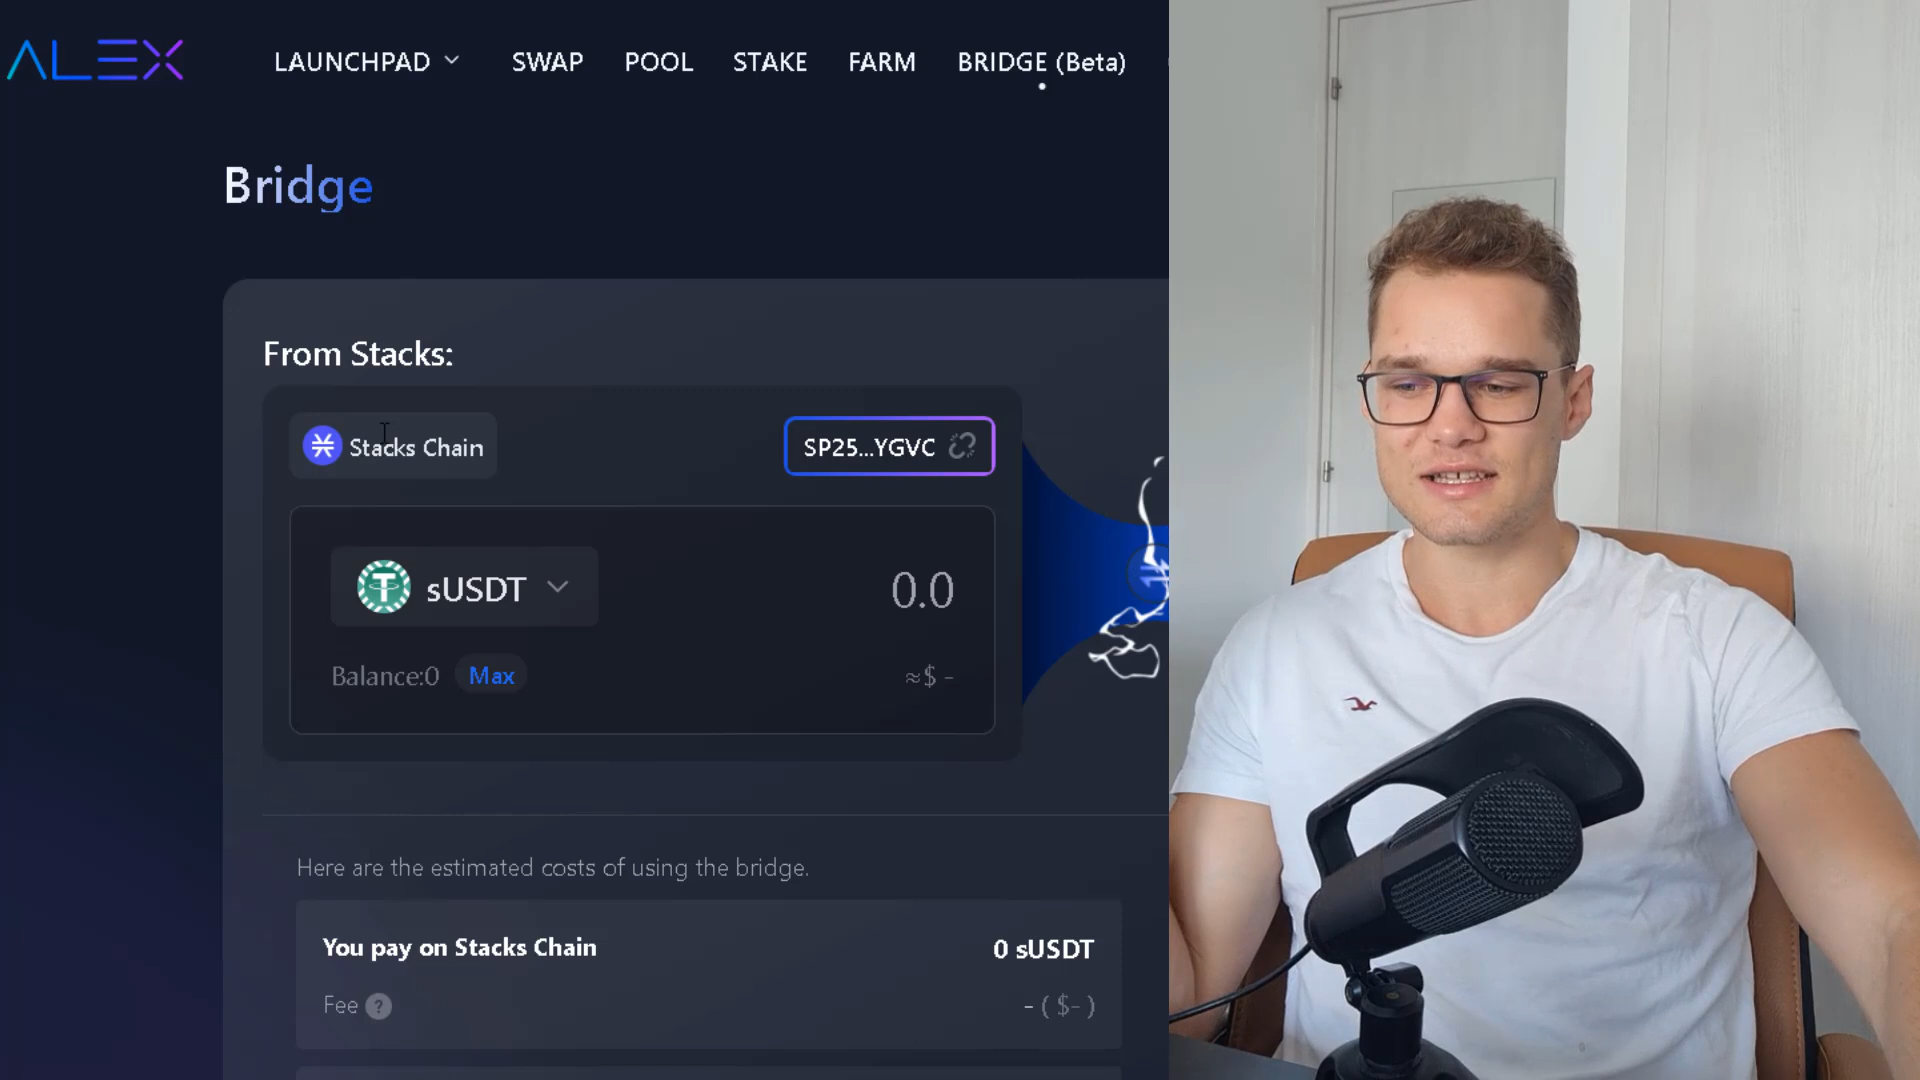 ALEX
LAUNCHPAD SWAP POOL STAKE FARM BRIDGE (Beta)
Bridge
From Stacks:
Stacks Chain SP25...YGVC
sUSDT 0.0
Balance:0 Max ≈$ -
Here are the estimated costs of using the bridge.
You pay on Stacks Chain 0 sUSDT
Fee ? - ( $- )